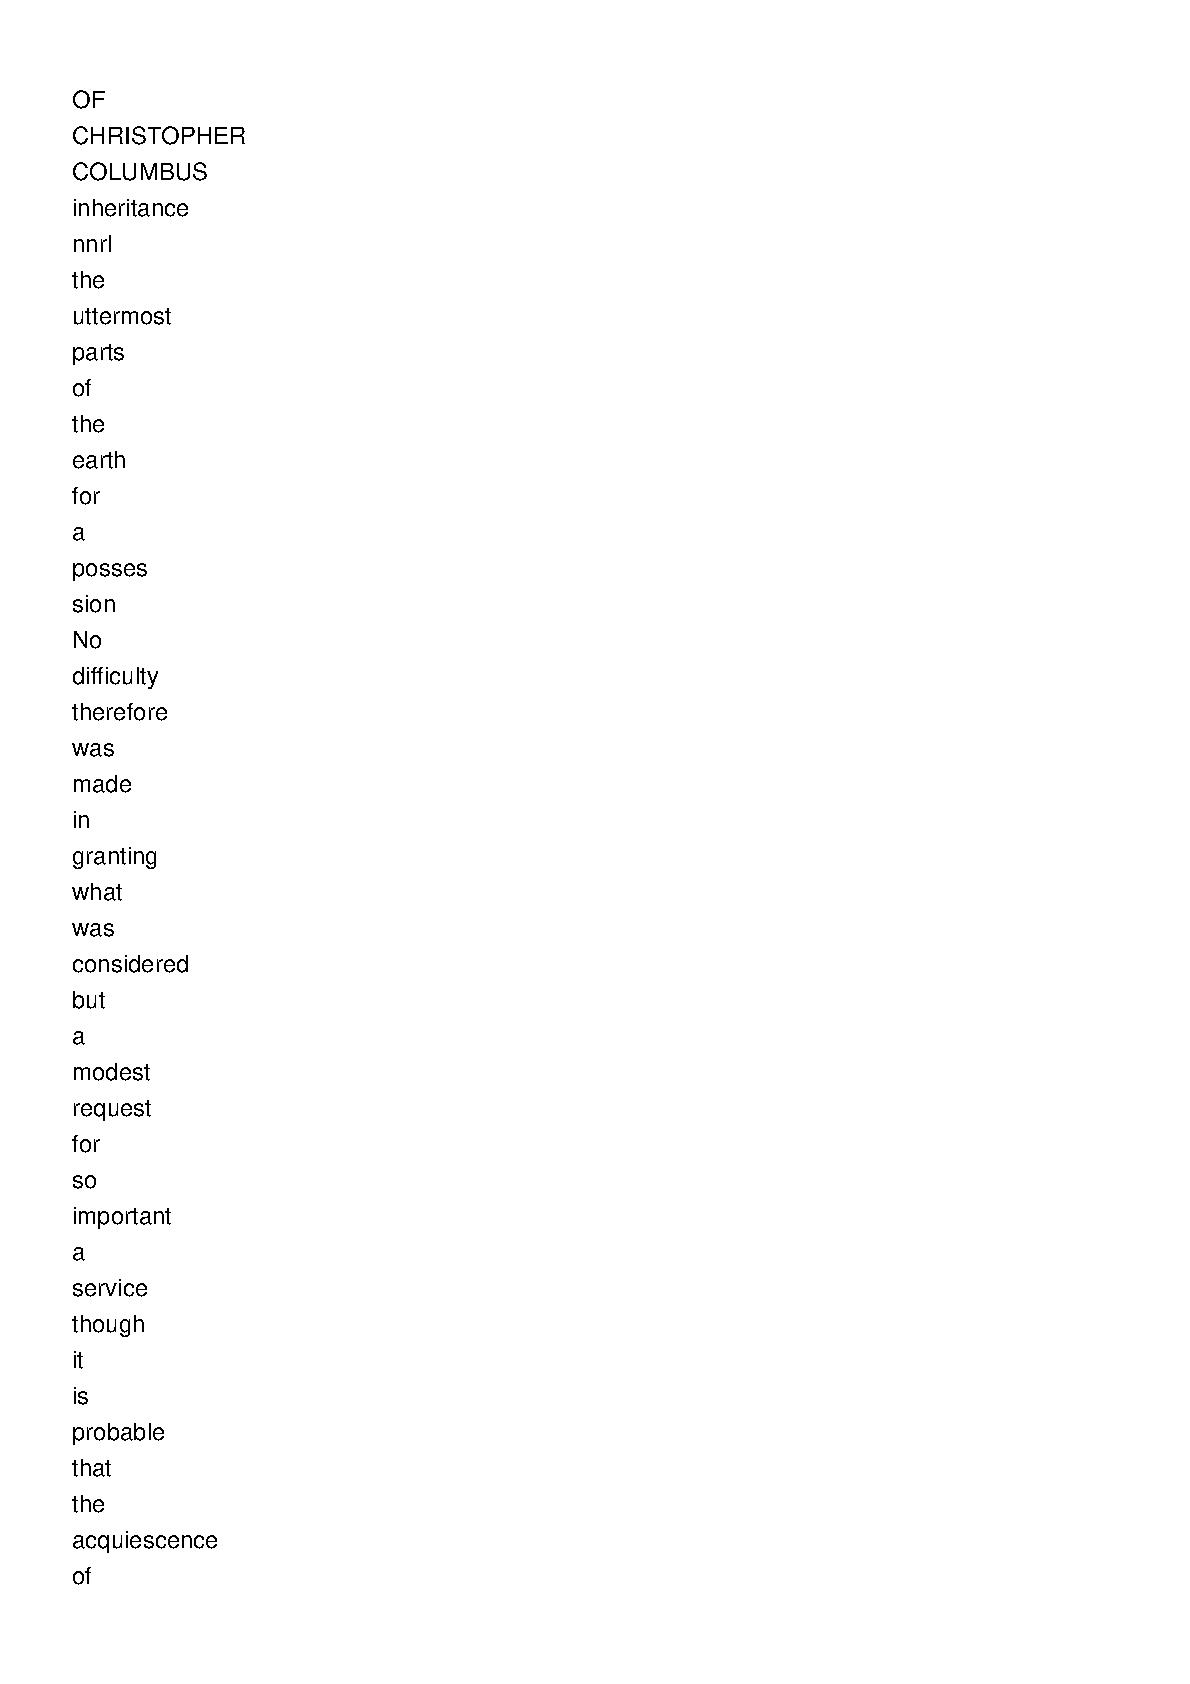 OF
CHRISTOPHER
COLUMBUS
inheritance
nnrl
the
uttermost
parts
of
the
earth
for
a
posses
sion
No
difficulty
therefore
was
made
in
granting
what
was
considered
but
a
modest
request
for
so
important
a
service
though
it
is
probable
that
the
acquiescence
of